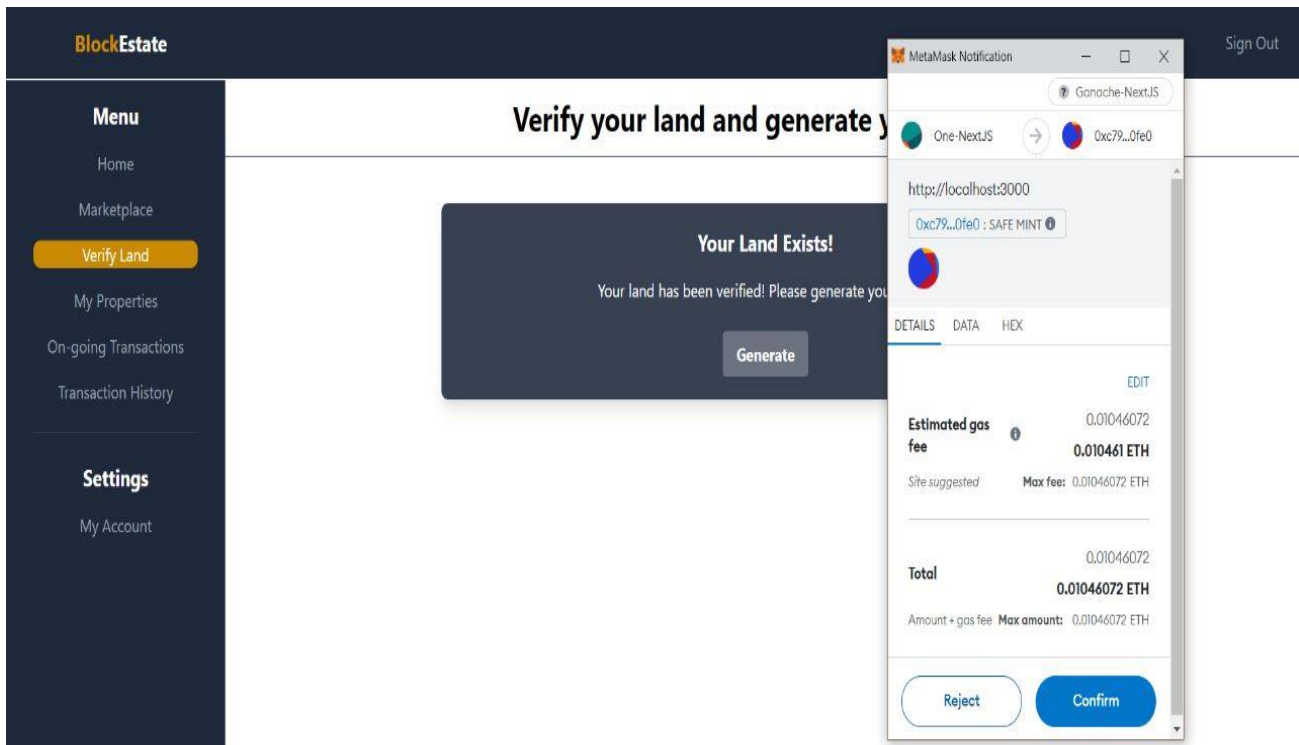 BlockEstate
Sign Out
Menu
Home
Marketplace
Verify Land
My Properties
On-going Transactions
Transaction History
Settings
My Account
Verify your land and generate
Your Land Exists!
Your land has been verified! Please generate
Generate
MetaMask Notification
Ganache-NextJS
One-NextJS
0xc79...0fe0
http://localhost:3000
0xc79...0fe0 : SAFE MINT
DETAILS DATA HEX
EDIT
Estimated gas fee
0.01046072
0.010461 ETH
Site suggested Max fee: 0.01046072 ETH
Total
0.01046072
0.01046072 ETH
Amount + gas fee Max amount: 0.01046072 ETH
Reject
Confirm